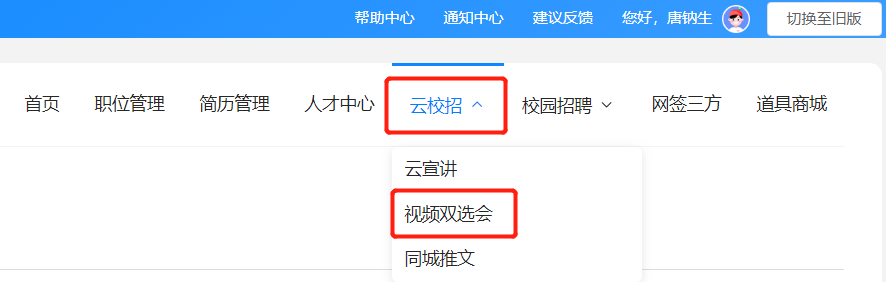 帮助中心 通知中心 建议反馈 您好，唐钠生 切换至旧版
首页 职位管理 简历管理 人才中心 云校招 校园招聘 网签三方 道具商城
云宣讲
视频双选会
同城推文